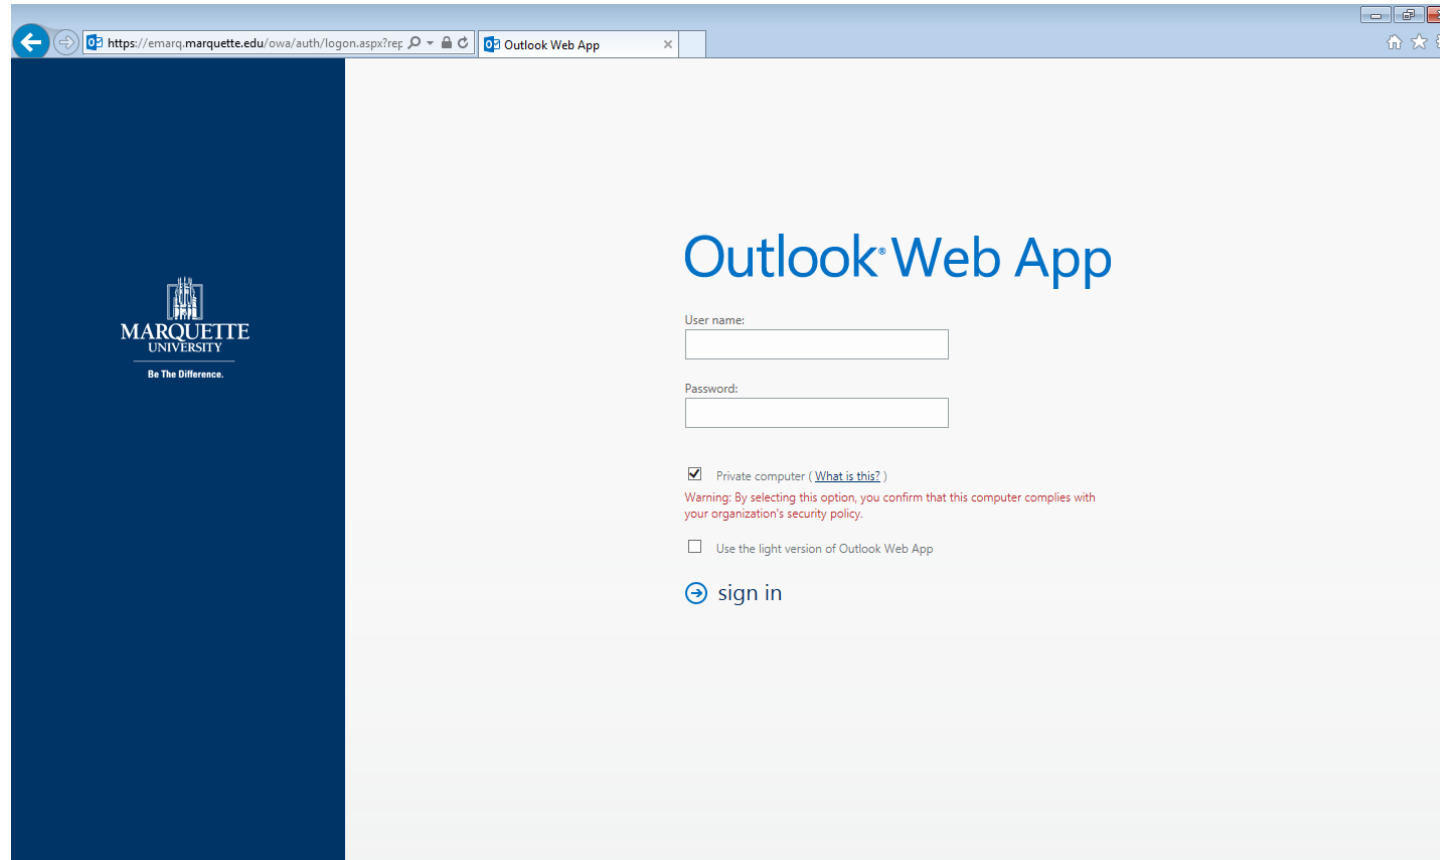 https://emarq.marquette.edu/owa/auth/logon.aspx?rep
Outlook Web App
MARQUETTE
UNIVERSITY
Be The Difference.
Outlook® Web App
User name:
Password:
Private computer ( What is this? )
Warning: By selecting this option, you confirm that this computer complies with
your organization's security policy.
Use the light version of Outlook Web App
sign in